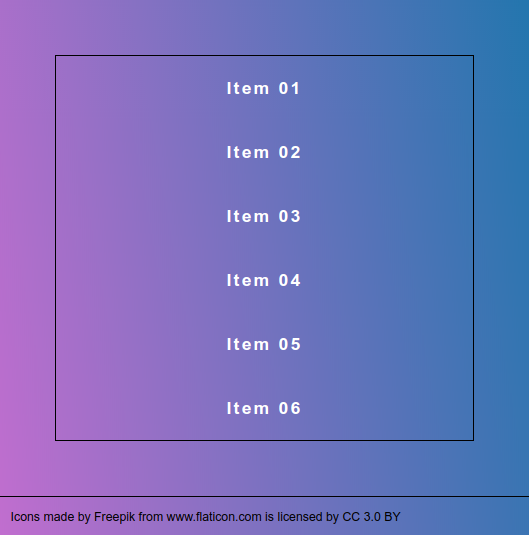 Item 01
Item 02
Item 03
Item 04
Item 05
Item 06
Icons made by Freepik from www.flaticon.com is licensed by CC 3.0 BY